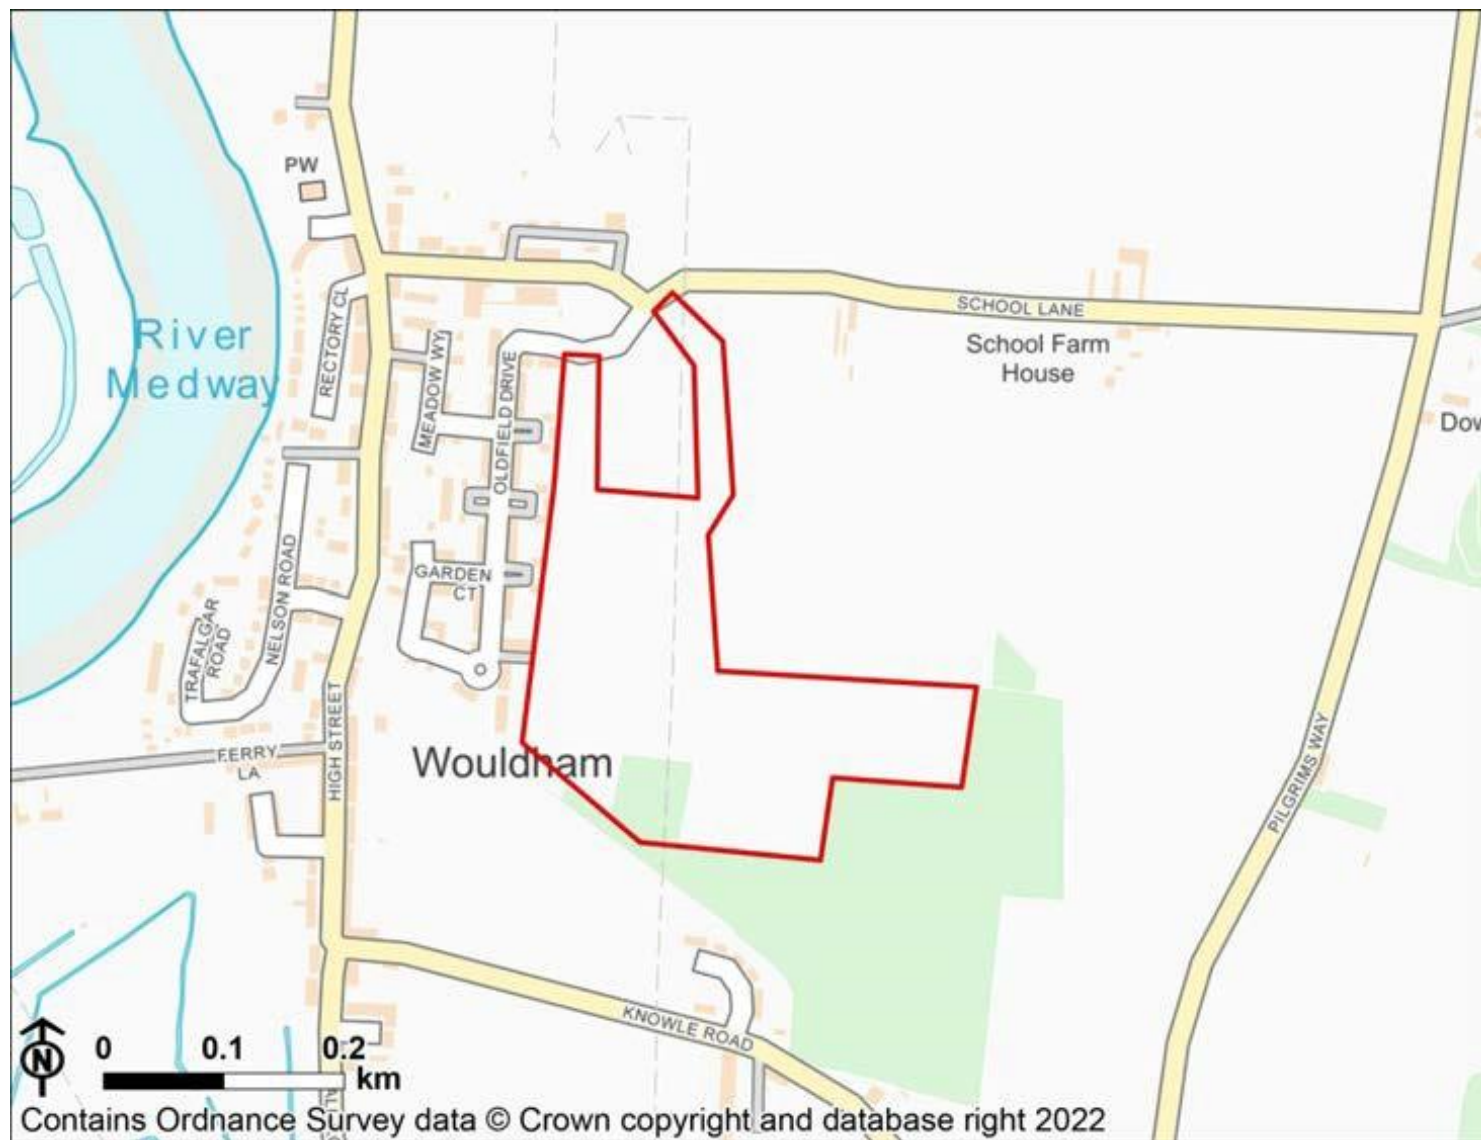 PW
River
Medway
RECTORY CL
MEADOW WY
OLDFIELD DRIVE
SCHOOL LANE
School Farm
House
Dow
NELSON ROAD
GARDEN
CT
TRAFALGAR
ROAD
HIGH STREET
FERRY
LA
Wouldham
PILGRIMS WAY
KNOWLE ROAD
N
0 0.1 0.2
km
Contains Ordnance Survey data © Crown copyright and database right 2022